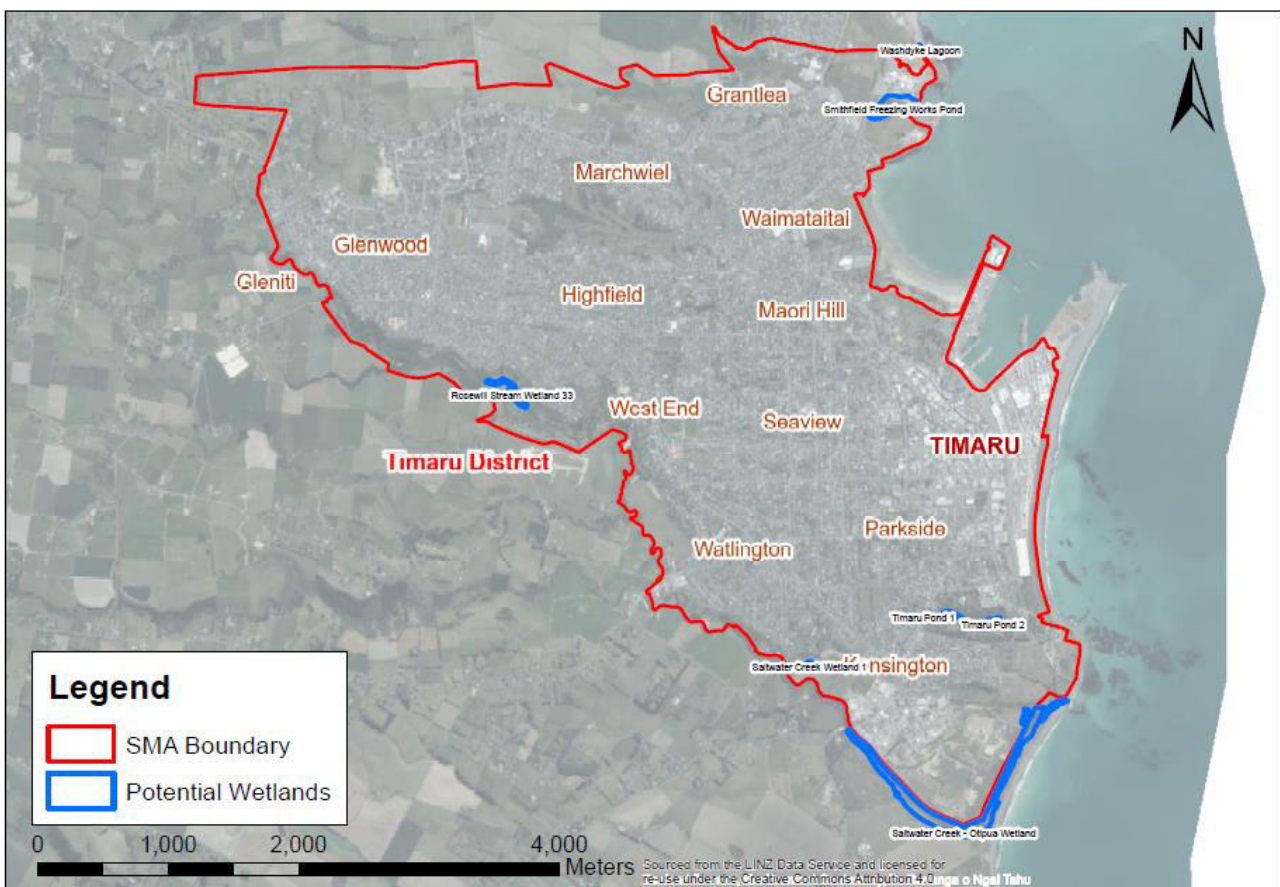 N
Washdyke Lagoon
Grantlea
Smithfield Freezing Works Pond
Marchwiel
Waimataitai
Glenwood
Gleniti
Highfield
Maori Hill
Rosewill Stream Wetland 33
West End
Seaview
TIMARU
Timaru District
Parkside
Watlington
Timaru Pond 1
Timaru Pond 2
Saltwater Creek Wetland 1
nsington
Saltwater Creek - Otipua Wetland
Legend
SMA Boundary
Potential Wetlands
0 1,000 2,000 4,000
Meters
Sourced from the LINZ Data Service and licensed for
re-use under the Creative Commons Attribution 4.0
o Ngai Tahu